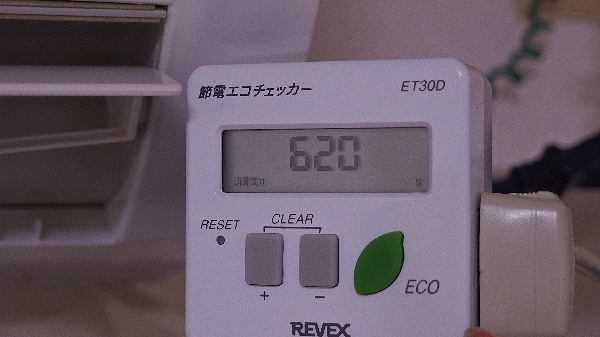 節電エコチェッカー ET30D
620
消費電力 W
RESET CLEAR
+ −
ECO
REVEX